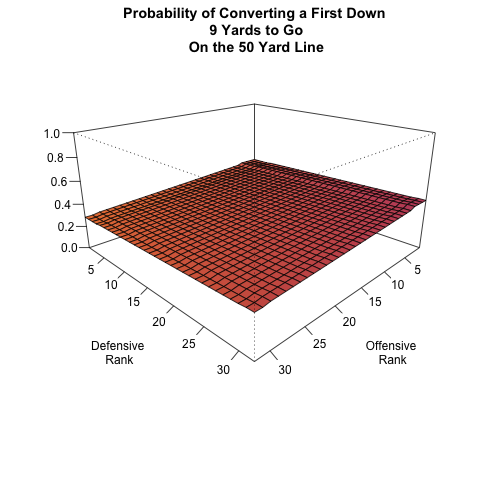 Probability of Converting a First Down
9 Yards to Go
On the 50 Yard Line
1.0
0.8
0.6
0.4
0.2
0.0
5
10
15
20
25
30
Defensive
Rank
5
10
15
20
25
30
Offensive
Rank